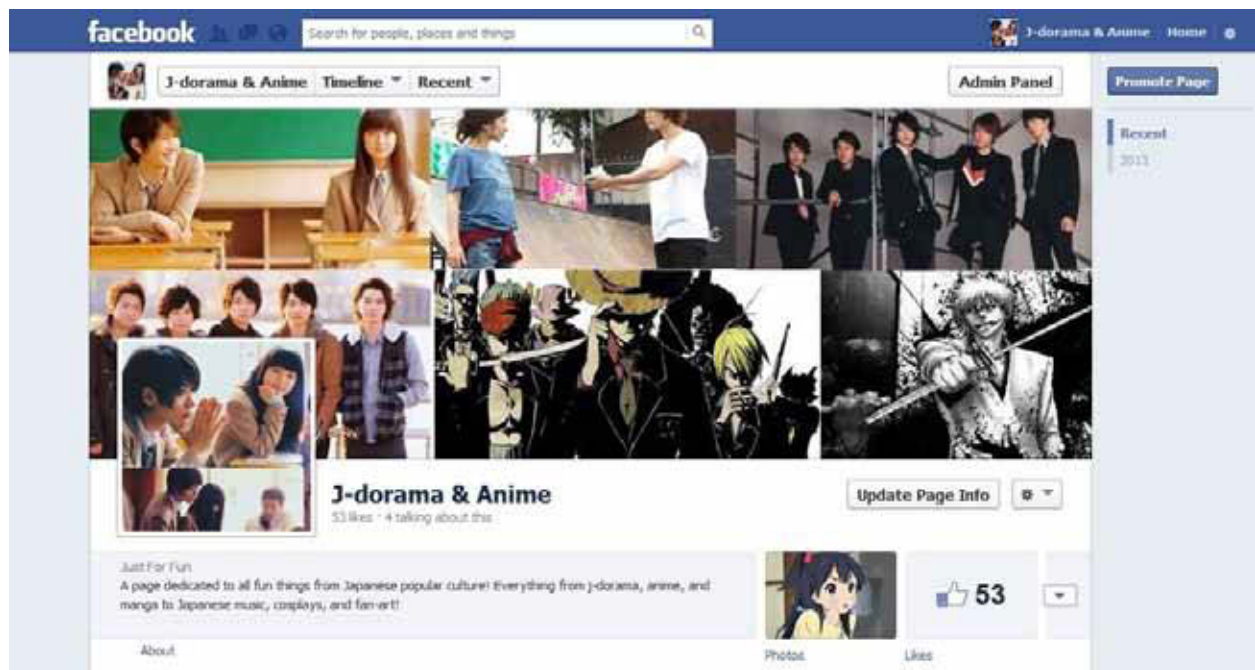 facebook
Search for people, places and things
J-dorama & Anime Home
J-dorama & Anime Timeline Recent
Admin Panel
Promote Page
Recent
2013
J-dorama & Anime
53 likes · 4 talking about this
Update Page Info
Just For Fun
A page dedicated to all fun things from Japanese popular culture! Everything from j-dorama, anime, and
manga to Japanese music, cosplays, and fan-art!
53
About
Photos
Likes